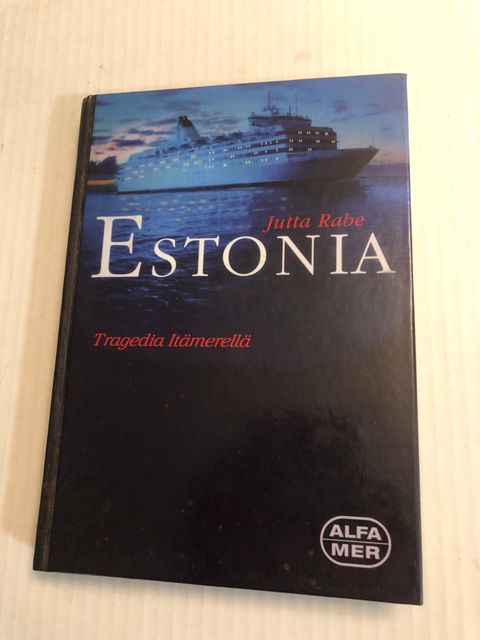 Jutta Rabe
ESTONIA
Tragedia Itämerellä
ALFA
MER